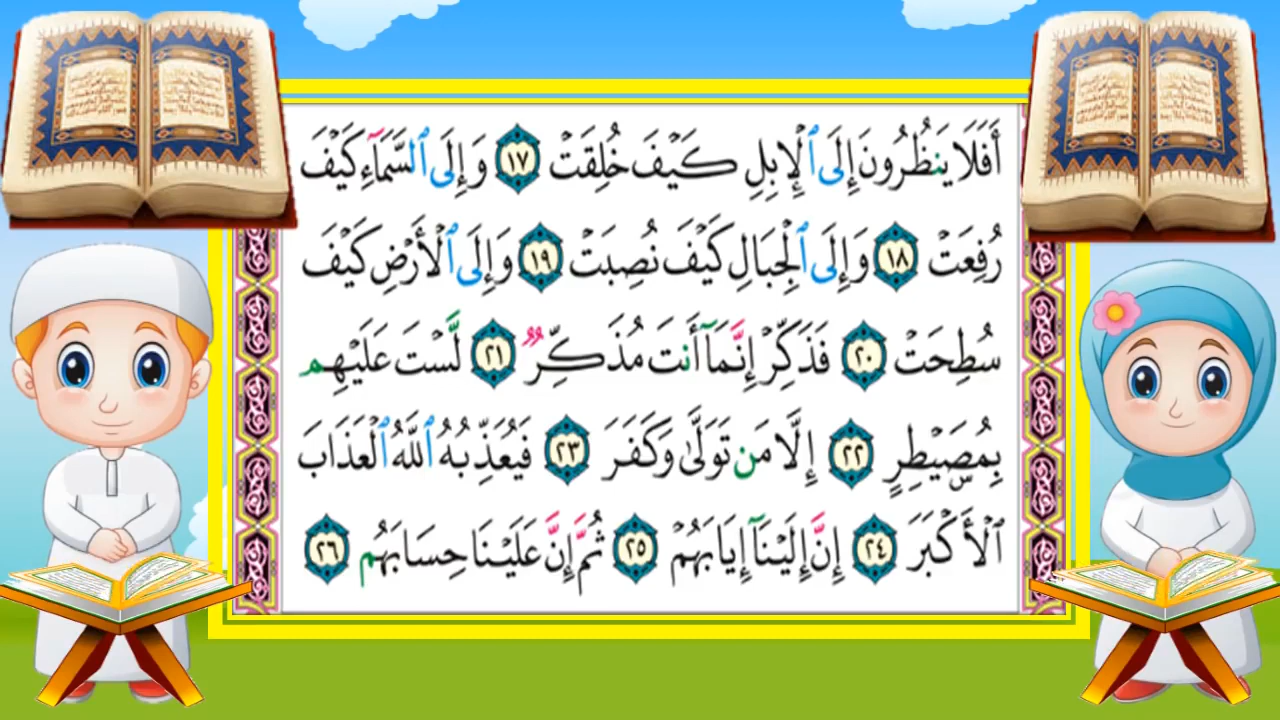 أَفَلَا يَنظُرُونَ إِلَى ٱلْإِبِلِ كَيْفَ خُلِقَتْ ١٧ وَإِلَى ٱلسَّمَآءِ كَيْفَ
رُفِعَتْ ١٨ وَإِلَى ٱلْجِبَالِ كَيْفَ نُصِبَتْ ١٩ وَإِلَى ٱلْأَرْضِ كَيْفَ
سُطِحَتْ ٢٠ فَذَكِّرْ إِنَّمَآ أَنتَ مُذَكِّرٌ ٢١ لَّسْتَ عَلَيْهِم
بِمُصَۜيْطِرٍ ٢٢ إِلَّا مَن تَوَلَّىٰ وَكَفَرَ ٢٣ فَيُعَذِّبُهُ ٱللَّهُ ٱلْعَذَابَ
ٱلْأَكْبَرَ ٢٤ إِنَّ إِلَيْنَآ إِيَابَهُمْ ٢٥ ثُمَّ إِنَّ عَلَيْنَا حِسَابَهُم ٢٦